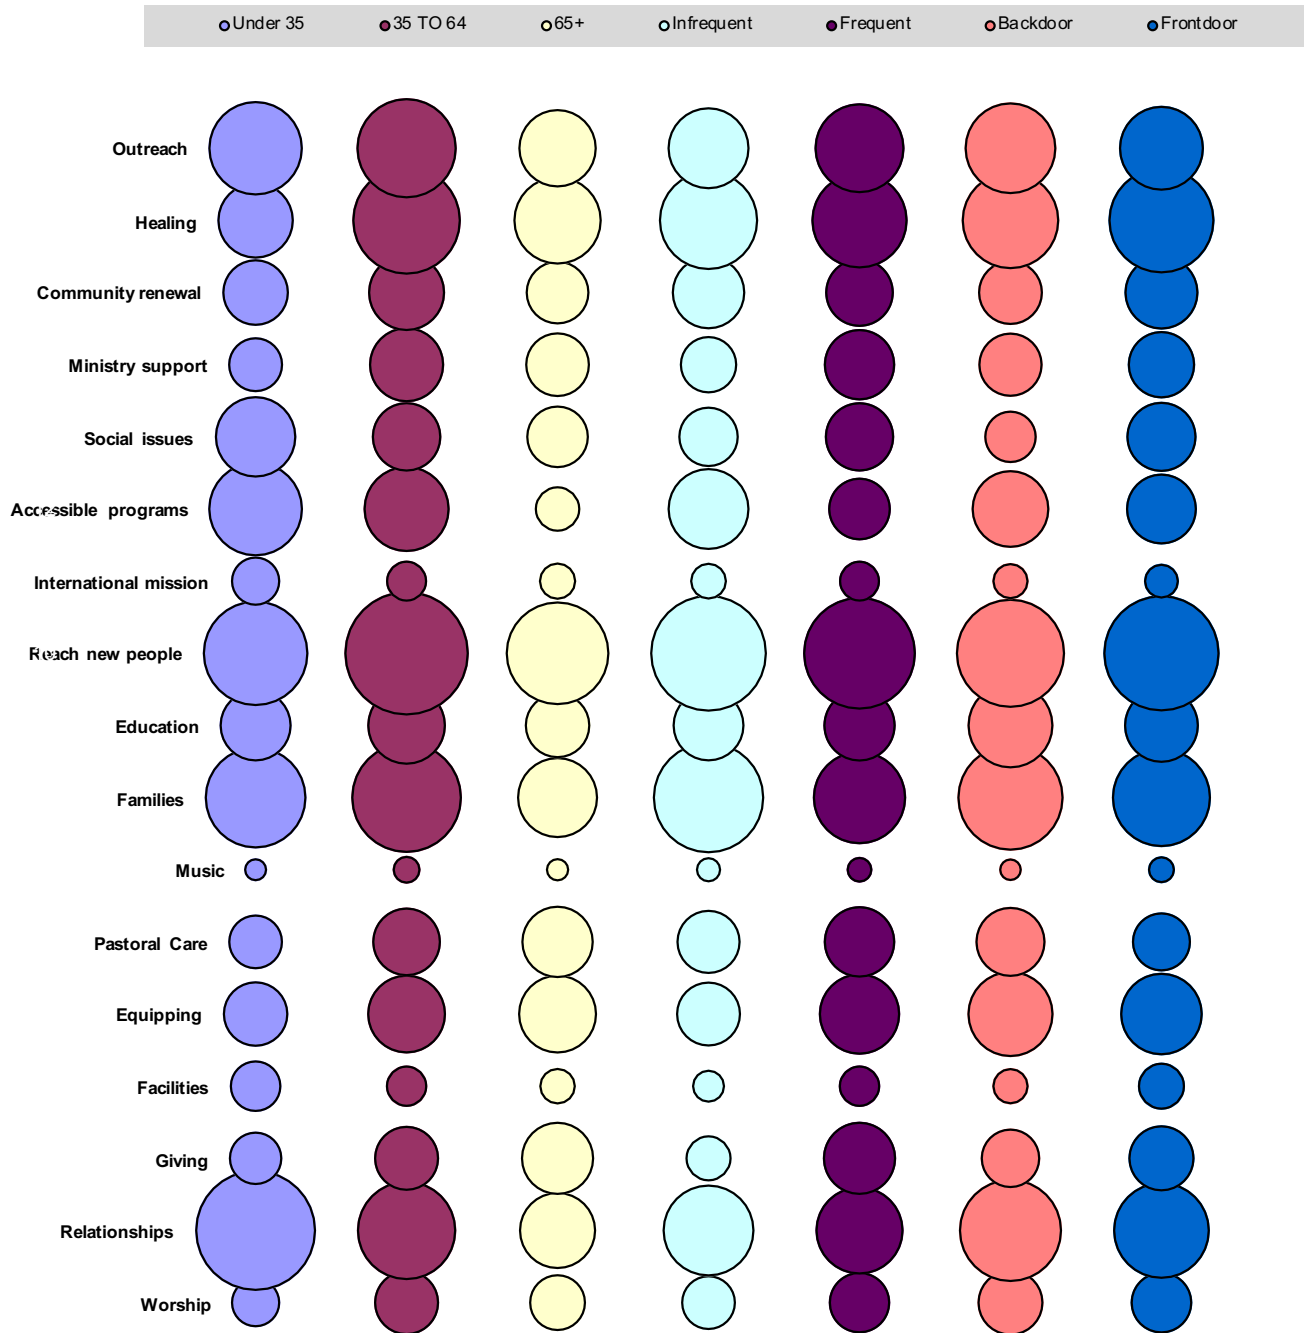 Under 35 35 TO 64 65+ Infrequent Frequent Backdoor Frontdoor
Outreach
Healing
Community renewal
Ministry support
Social issues
Accessible programs
International mission
Reach new people
Education
Families
Music
Pastoral Care
Equipping
Facilities
Giving
Relationships
Worship